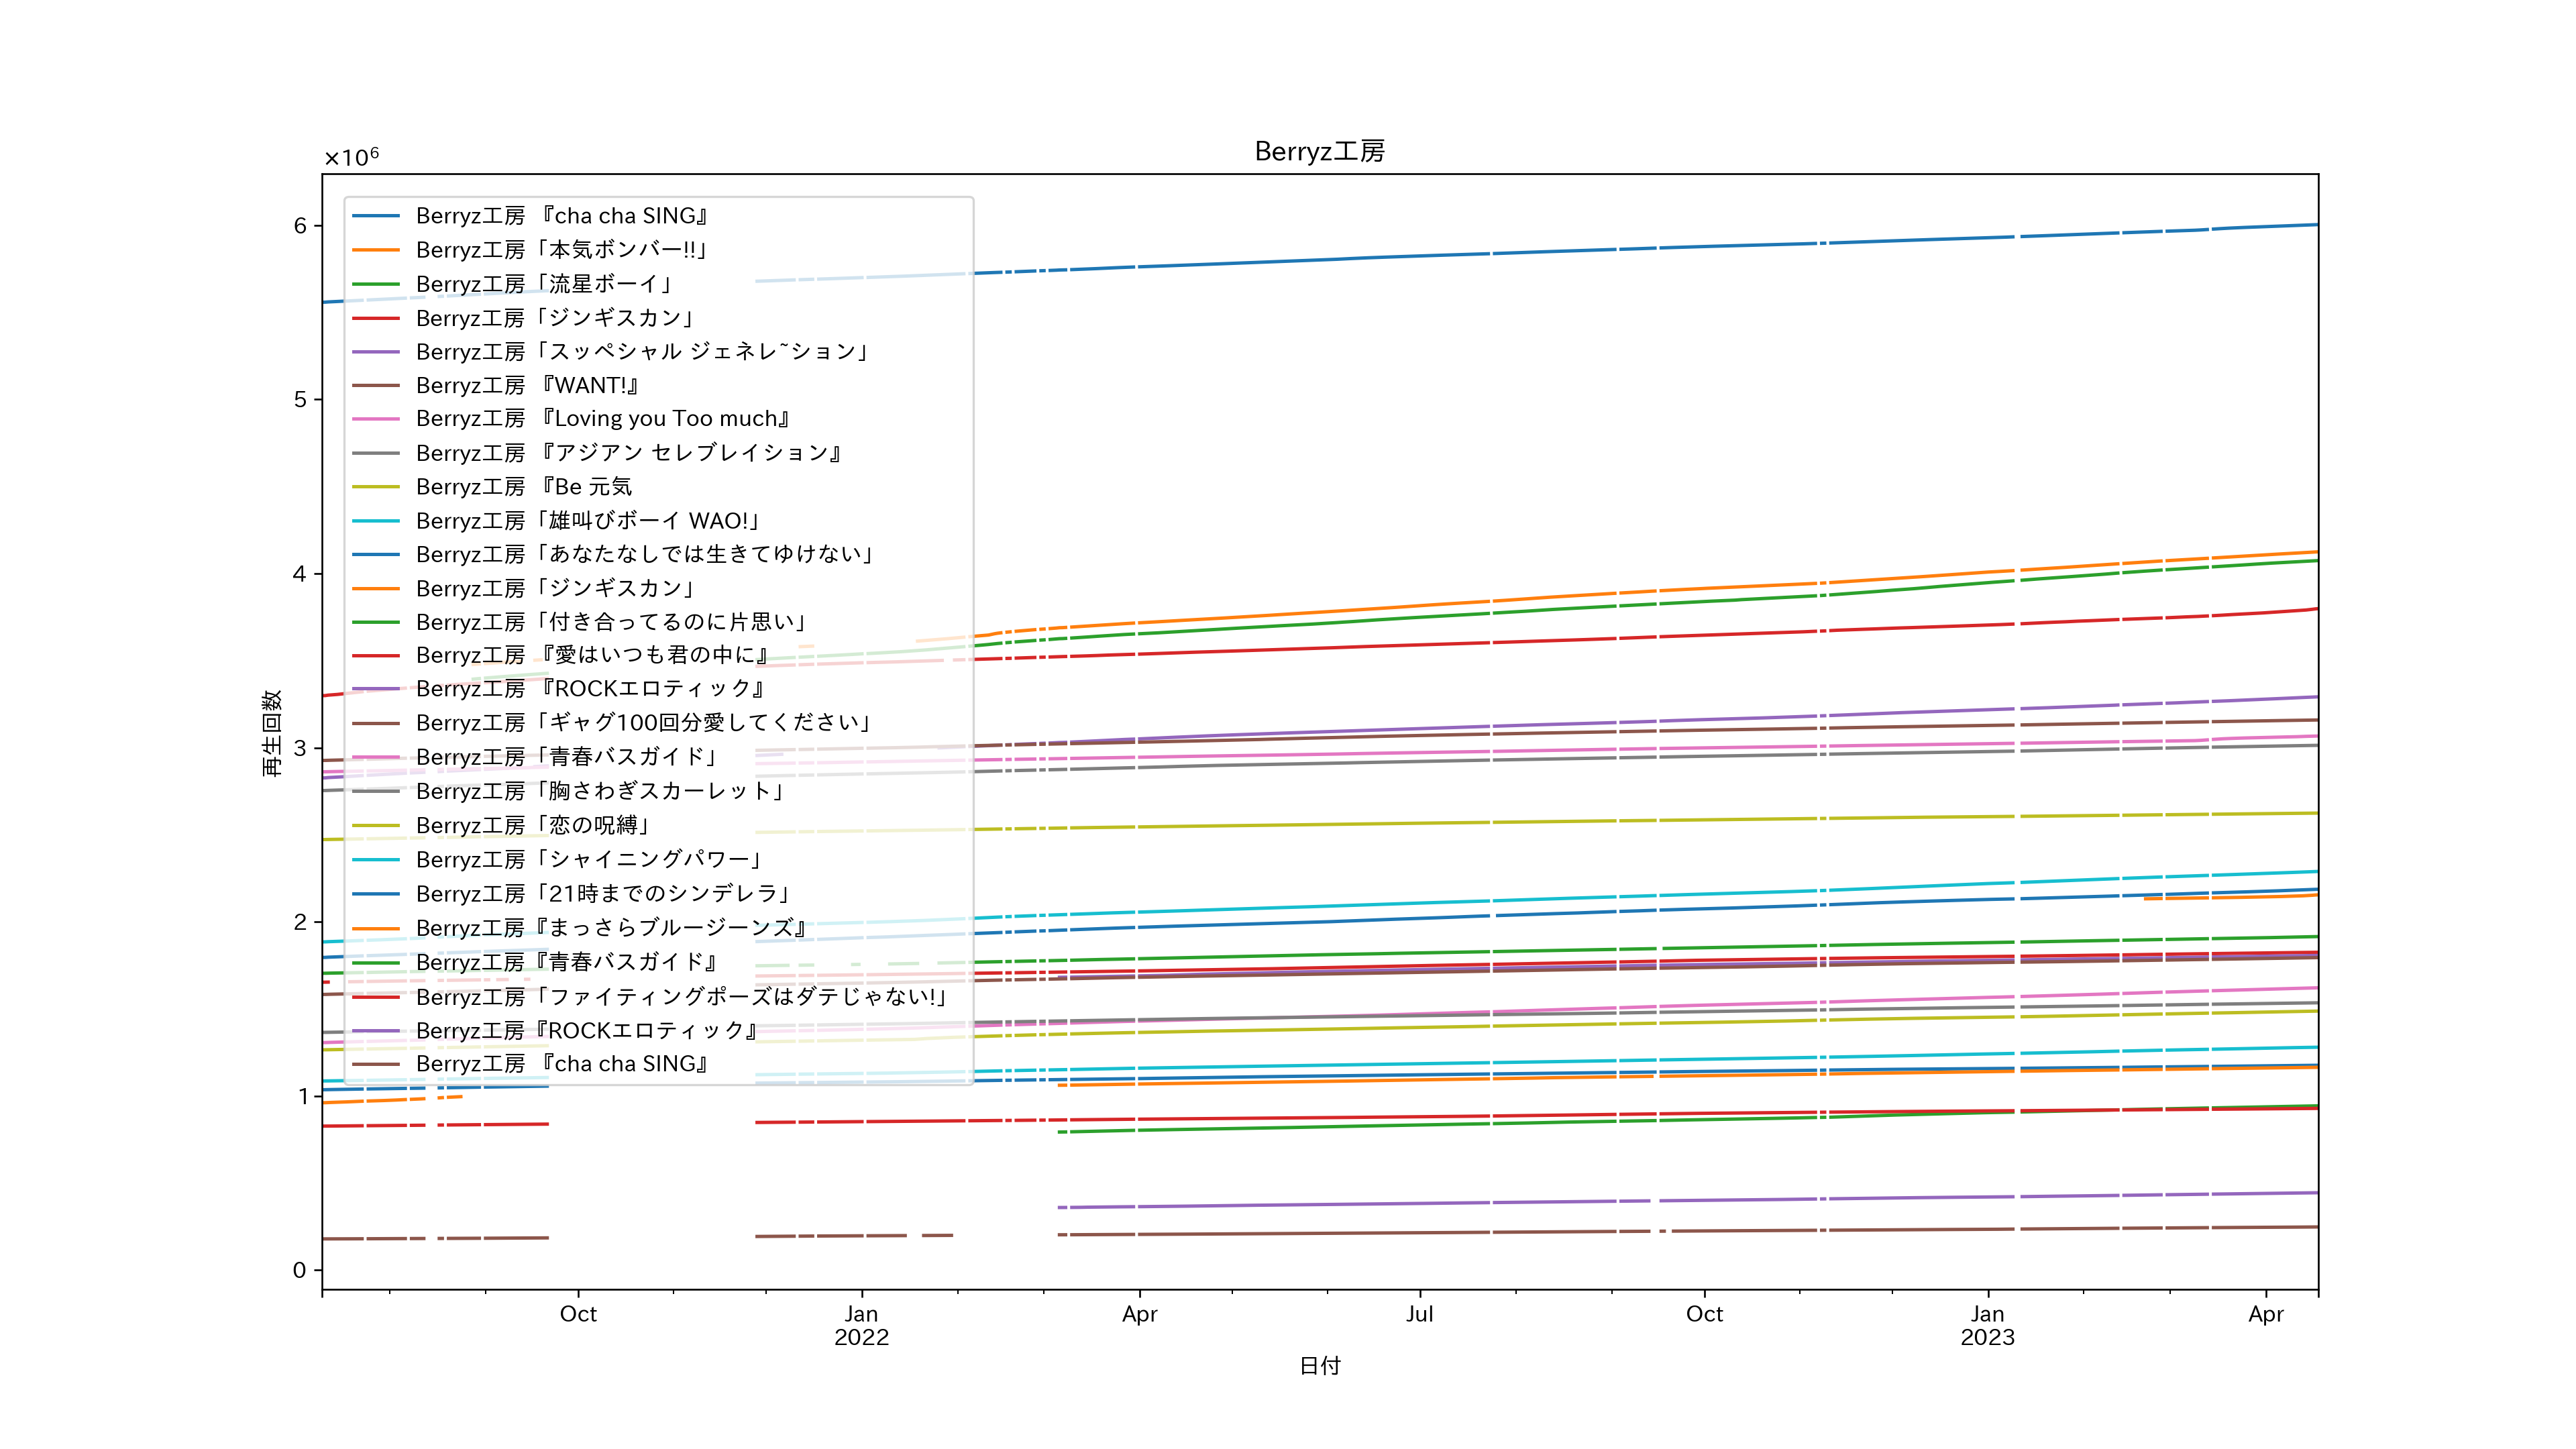 Berryz工房
×10⁶
6
5
4
3
2
1
0
再生回数
Berryz工房 『cha cha SING』
Berryz工房「本気ボンバー!!」
Berryz工房「流星ボーイ」
Berryz工房「ジンギスカン」
Berryz工房「スッペシャル ジェネレ~ション」
Berryz工房 『WANT!』
Berryz工房 『Loving you Too much』
Berryz工房 『アジアン セレブレイション』
Berryz工房 『Be 元気
Berryz工房「雄叫びボーイ WAO!」
Berryz工房「あなたなしでは生きてゆけない」
Berryz工房「ジンギスカン」
Berryz工房「付き合ってるのに片思い」
Berryz工房 『愛はいつも君の中に』
Berryz工房 『ROCKエロティック』
Berryz工房「ギャグ100回分愛してください」
Berryz工房「青春バスガイド」
Berryz工房「胸さわぎスカーレット」
Berryz工房「恋の呪縛」
Berryz工房「シャイニングパワー」
Berryz工房「21時までのシンデレラ」
Berryz工房『まっさらブルージーンズ』
Berryz工房『青春バスガイド』
Berryz工房「ファイティングポーズはダテじゃない!」
Berryz工房『ROCKエロティック』
Berryz工房 『cha cha SING』
Oct Jan Apr Jul Oct Jan Apr
2022 2023
日付